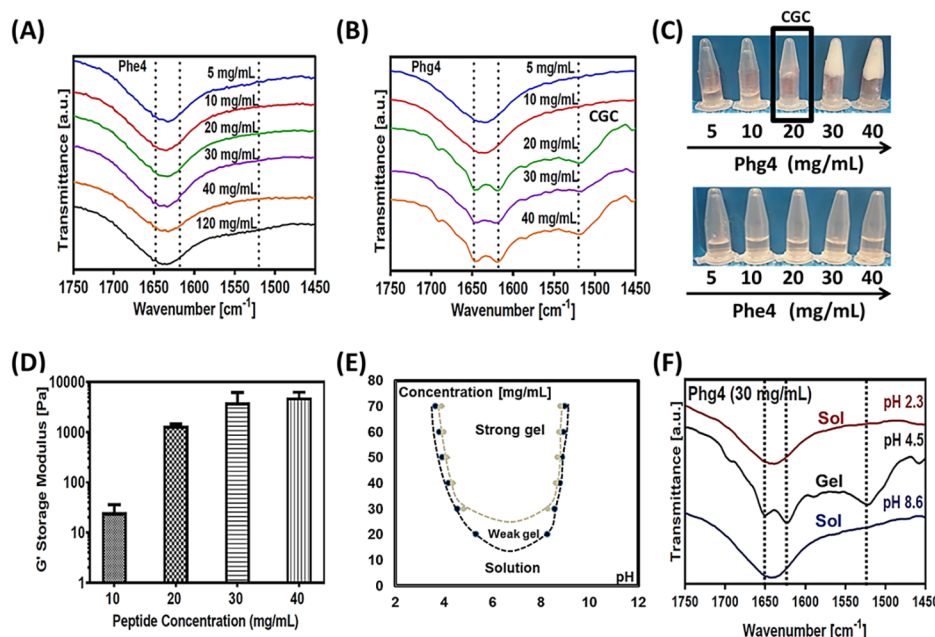 (A)
Phe4
5 mg/mL
10 mg/mL
20 mg/mL
30 mg/mL
40 mg/mL
120 mg/mL
Transmittance [a.u.]
1750 1700 1650 1600 1550 1500 1450
Wavenumber [cm-1]
(B)
Phg4
5 mg/mL
10 mg/mL
CGC
20 mg/mL
30 mg/mL
40 mg/mL
Transmittance [a.u.]
1750 1700 1650 1600 1550 1500 1450
Wavenumber [cm-1]
(C)
CGC
5 10 20 30 40
Phg4 (mg/mL)
5 10 20 30 40
Phe4 (mg/mL)
(D)
G' Storage Modulus [Pa]
10000
1000
100
10
1
10 20 30 40
Peptide Concentration (mg/mL)
(E)
80
70
60
50
40
30
20
10
0
Concentration [mg/mL]
Strong gel
Weak gel
Solution
pH
2 4 6 8 10 12
(F)
Phg4 (30 mg/mL)
pH 2.3
Sol
pH 4.5
Gel
pH 8.6
Sol
Transmittance [a.u.]
1750 1700 1650 1600 1550 1500 1450
Wavenumber [cm-1]